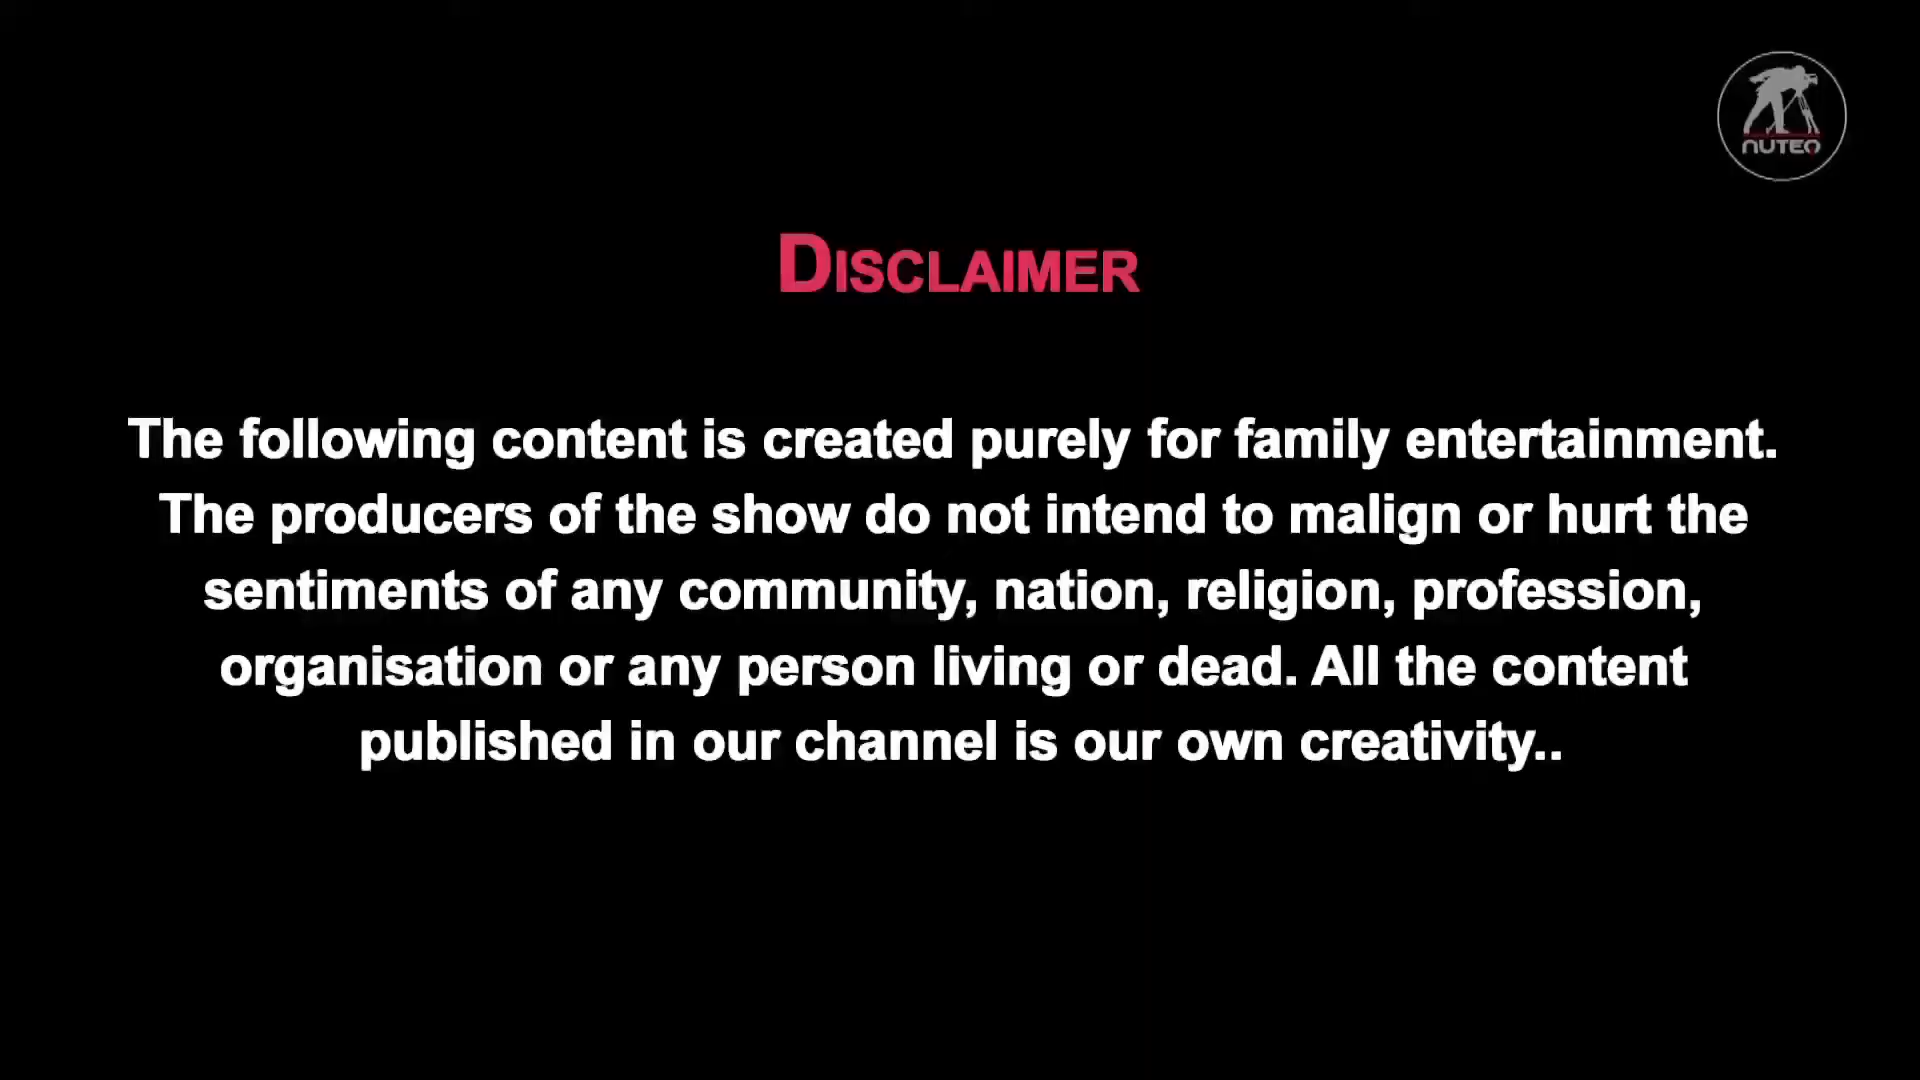 NUTEQ
DISCLAIMER
The following content is created purely for family entertainment.
The producers of the show do not intend to malign or hurt the
sentiments of any community, nation, religion, profession,
organisation or any person living or dead. All the content
published in our channel is our own creativity..